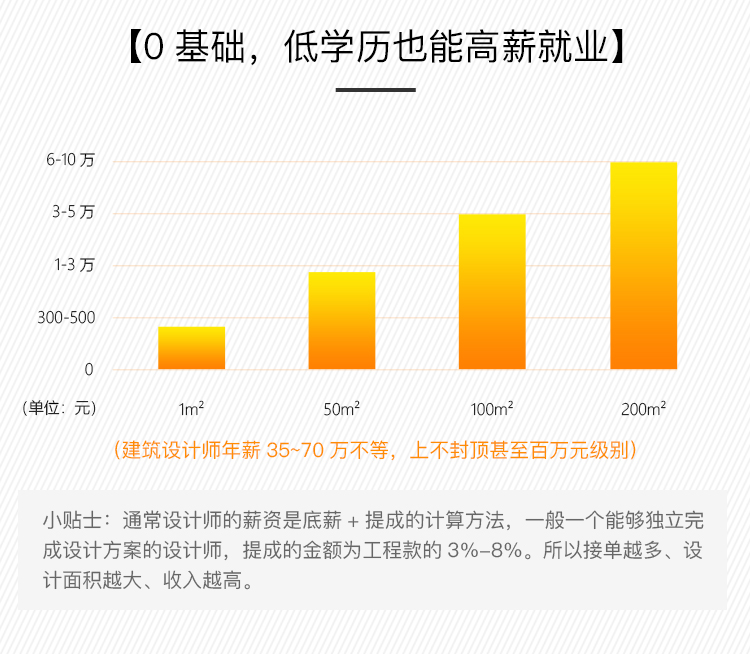 【0 基础，低学历也能高薪就业】
6-10 万
3-5 万
1-3 万
300-500
0
(单位：元)
1m²
50m²
100m²
200m²
(建筑设计师年薪 35~70 万不等，上不封顶甚至百万元级别)
小贴士：通常设计师的薪资是底薪 + 提成的计算方法，一般一个能够独立完
成设计方案的设计师，提成的金额为工程款的 3%–8%。所以接单越多、设
计面积越大、收入越高。